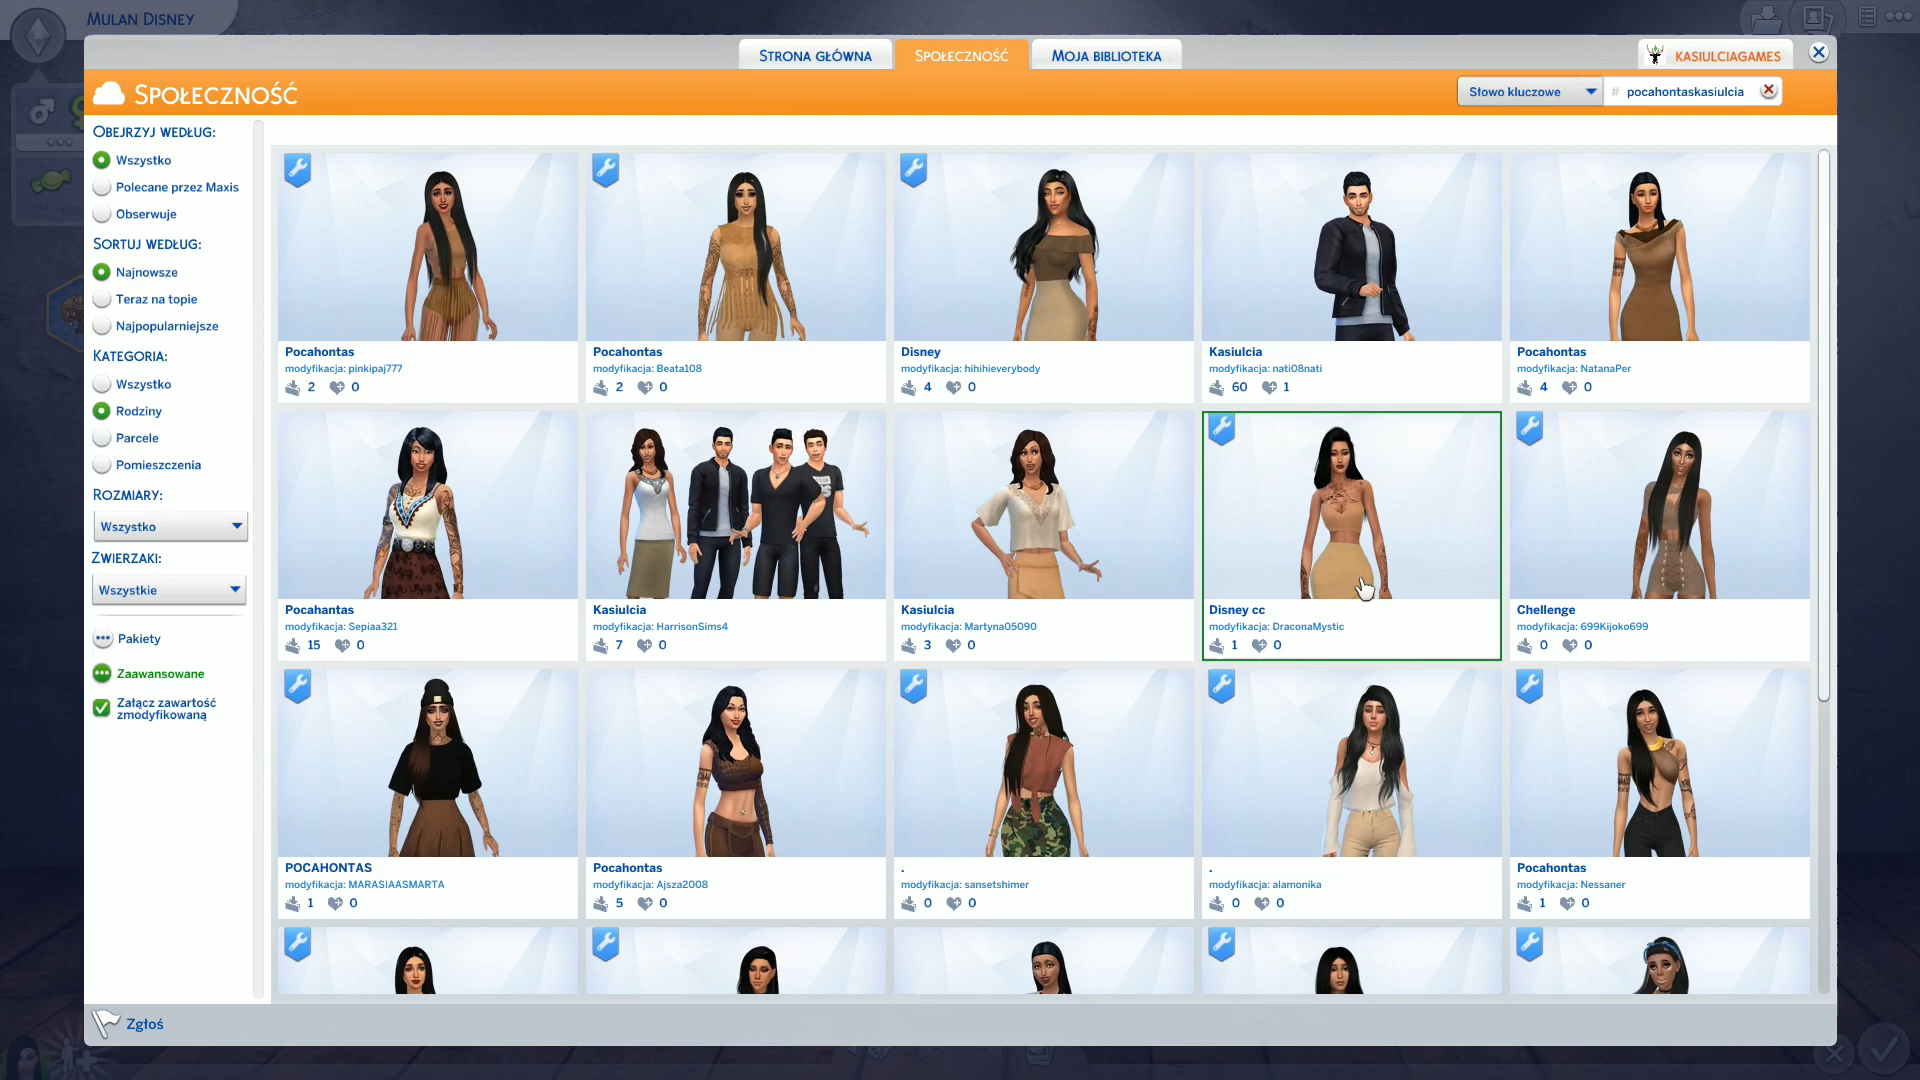 Mulan Disney
Strona główna
Społeczność
Moja biblioteka
KASIULCIAGAMES
Społeczność
Słowo kluczowe
# pocahontaskasiulcia
Obejrzyj według:
Wszystko
Polecane przez Maxis
Obserwuje
Sortuj według:
Najnowsze
Teraz na topie
Najpopularniejsze
Kategoria:
Wszystko
Rodziny
Parcele
Pomieszczenia
Rozmiary:
Wszystko
Zwierzaki:
Wszystkie
Pakiety
Zaawansowane
Załącz zawartość
zmodyfikowaną
Pocahontas
modyfikacja: pinkipaj777
2 0
Pocahontas
modyfikacja: Beata108
2 0
Disney
modyfikacja: hihihieverybody
4 0
Kasiulcia
modyfikacja: nati08nati
60 1
Pocahontas
modyfikacja: NatanaPer
4 0
Pocahantas
modyfikacja: Sepiaa321
15 0
Kasiulcia
modyfikacja: HarrisonSims4
7 0
Kasiulcia
modyfikacja: Martyna05090
3 0
Disney cc
modyfikacja: DraconaMystic
1 0
Chellenge
modyfikacja: 699Kijoko699
0 0
POCAHONTAS
modyfikacja: MARASIAASMARTA
1 0
Pocahontas
modyfikacja: Ajsza2008
5 0
.
modyfikacja: sansetshimer
0 0
.
modyfikacja: alamonika
0 0
Pocahontas
modyfikacja: Nessaner
1 0
Zgłoś